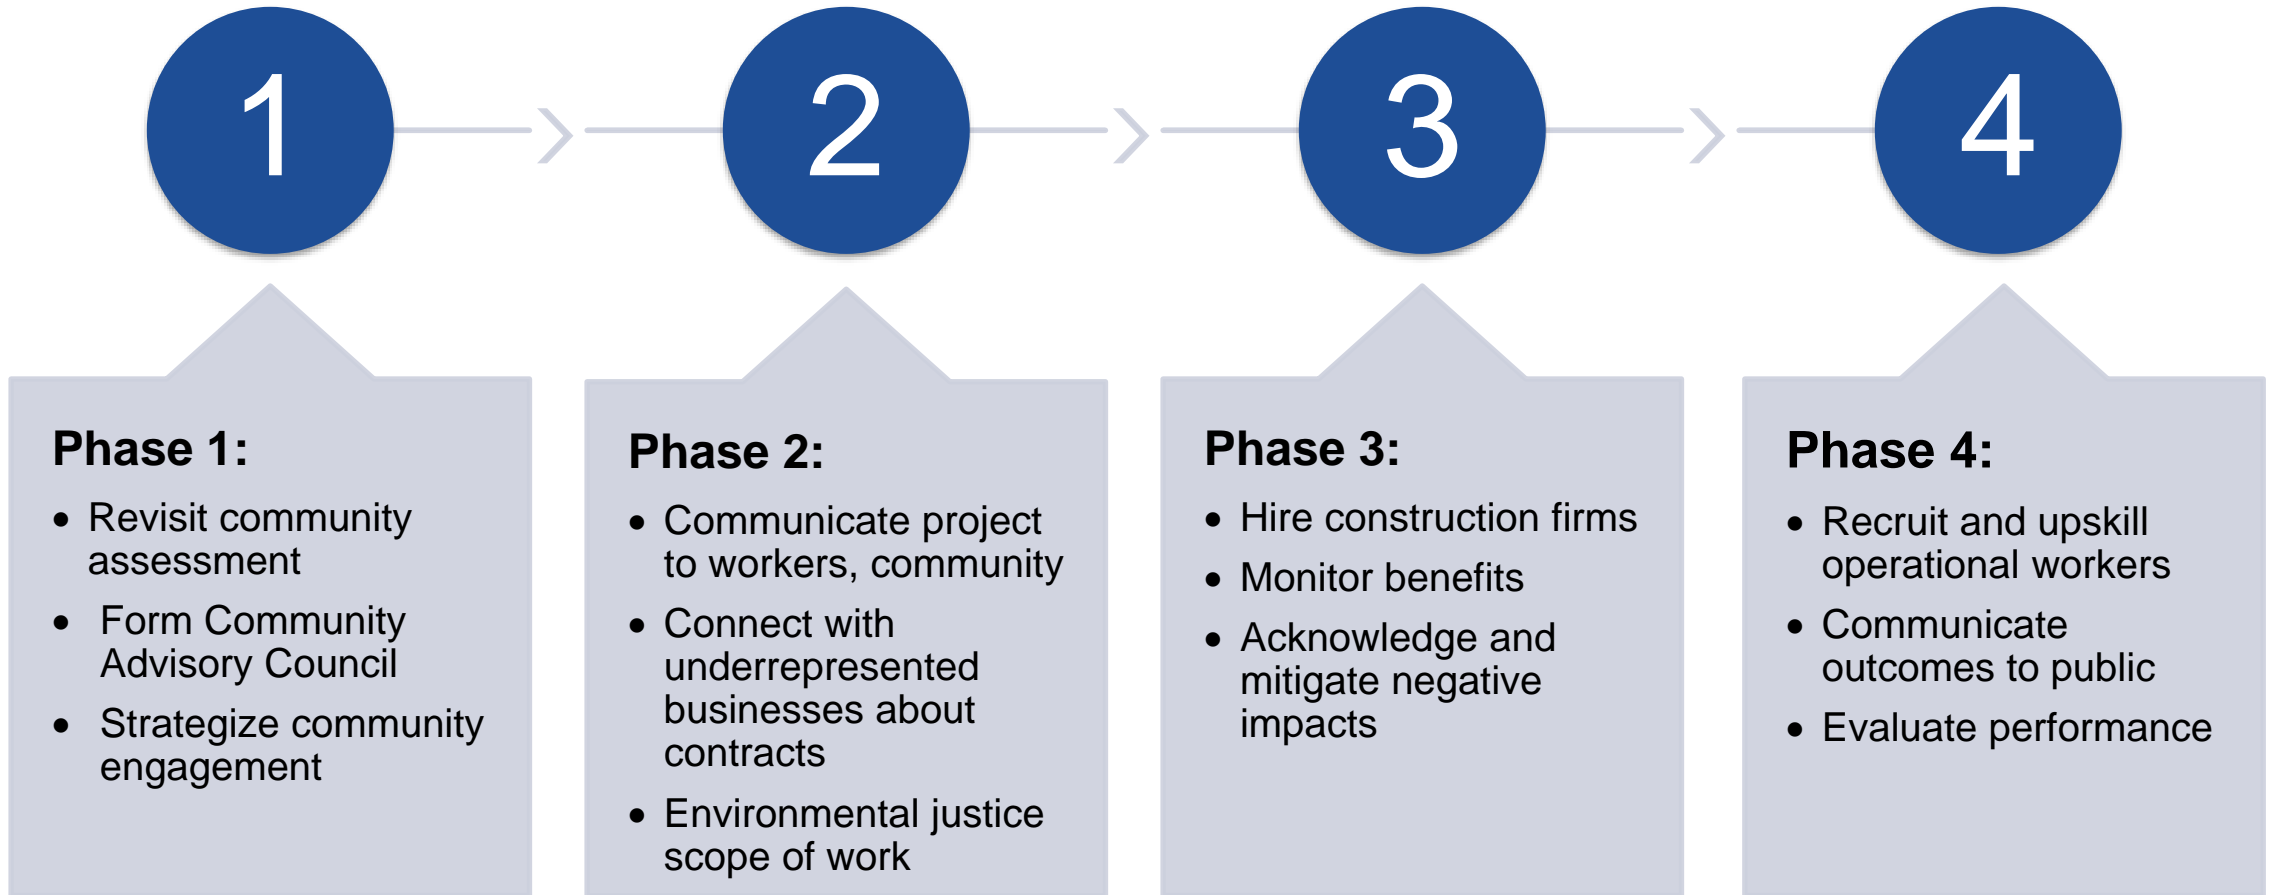 1
2
3
4
Phase 1:
• Revisit community
assessment
• Form Community
Advisory Council
• Strategize community
engagement
Phase 2:
• Communicate project
to workers, community
• Connect with
underrepresented
businesses about
contracts
• Environmental justice
scope of work
Phase 3:
• Hire construction firms
• Monitor benefits
• Acknowledge and
mitigate negative
impacts
Phase 4:
• Recruit and upskill
operational workers
• Communicate
outcomes to public
• Evaluate performance